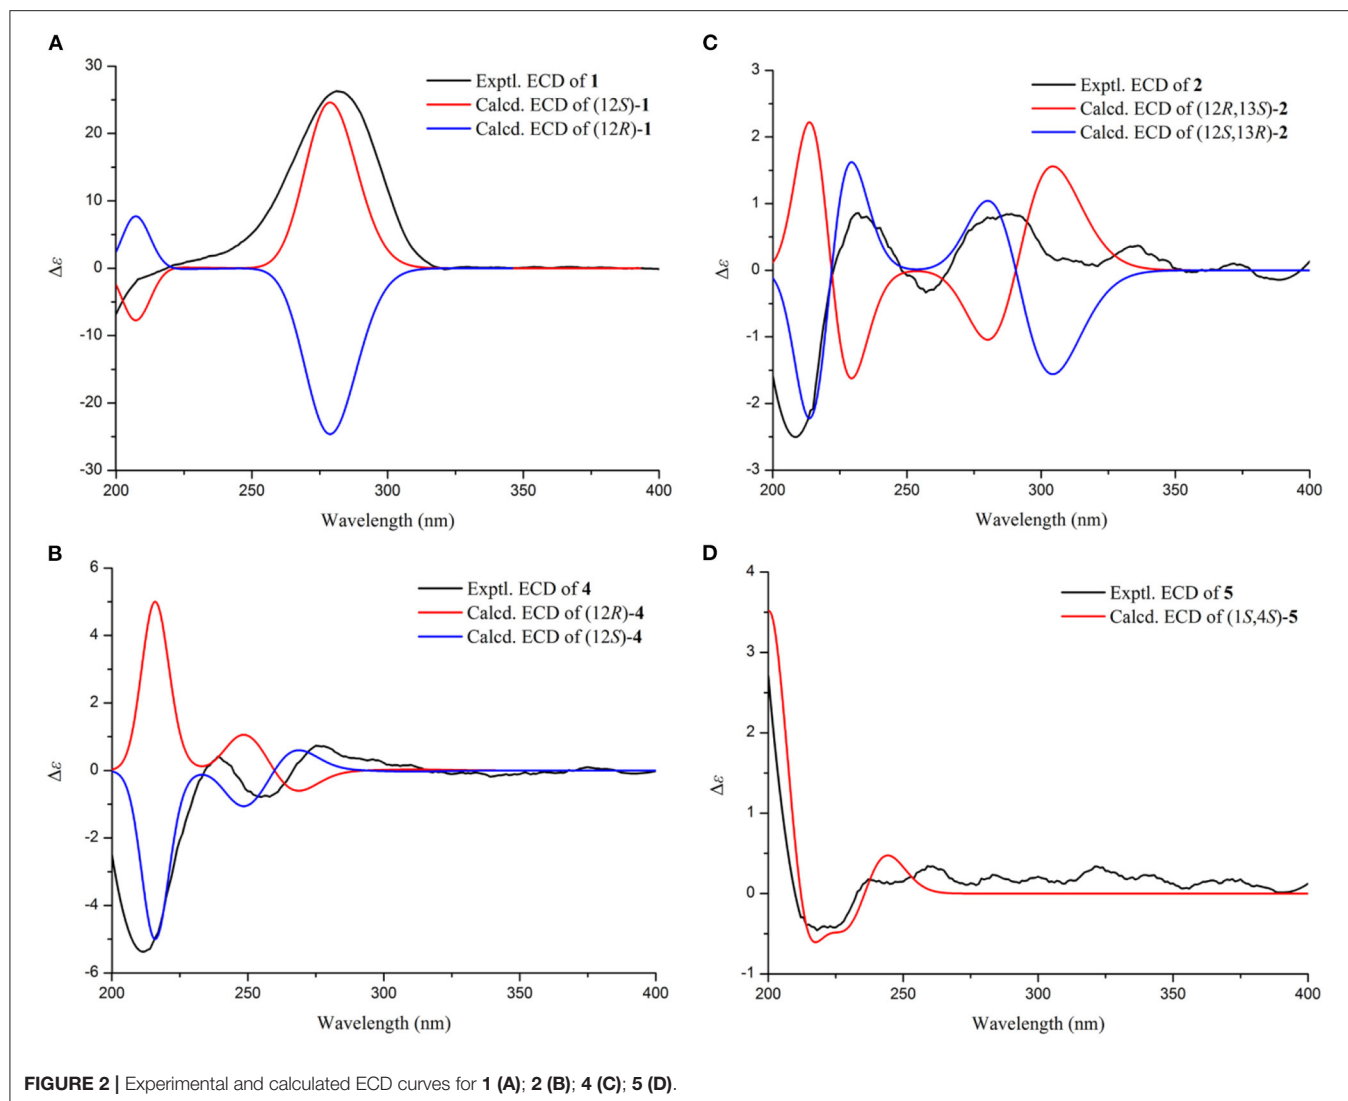 A
30
20
10
0
-10
-20
-30
Δε
Exptl. ECD of 1
Calcd. ECD of (12S)-1
Calcd. ECD of (12R)-1
200 250 300 350 400
Wavelength (nm)
B
6
4
2
0
-2
-4
-6
Δε
Exptl. ECD of 4
Calcd. ECD of (12R)-4
Calcd. ECD of (12S)-4
200 250 300 350 400
Wavelength (nm)
C
3
2
1
0
-1
-2
-3
Δε
Exptl. ECD of 2
Calcd. ECD of (12R,13S)-2
Calcd. ECD of (12S,13R)-2
200 250 300 350 400
Wavelength (nm)
D
4
3
2
1
0
-1
Δε
Exptl. ECD of 5
Calcd. ECD of (1S,4S)-5
200 250 300 350 400
Wavelength (nm)
FIGURE 2 | Experimental and calculated ECD curves for 1 (A); 2 (B); 4 (C); 5 (D).